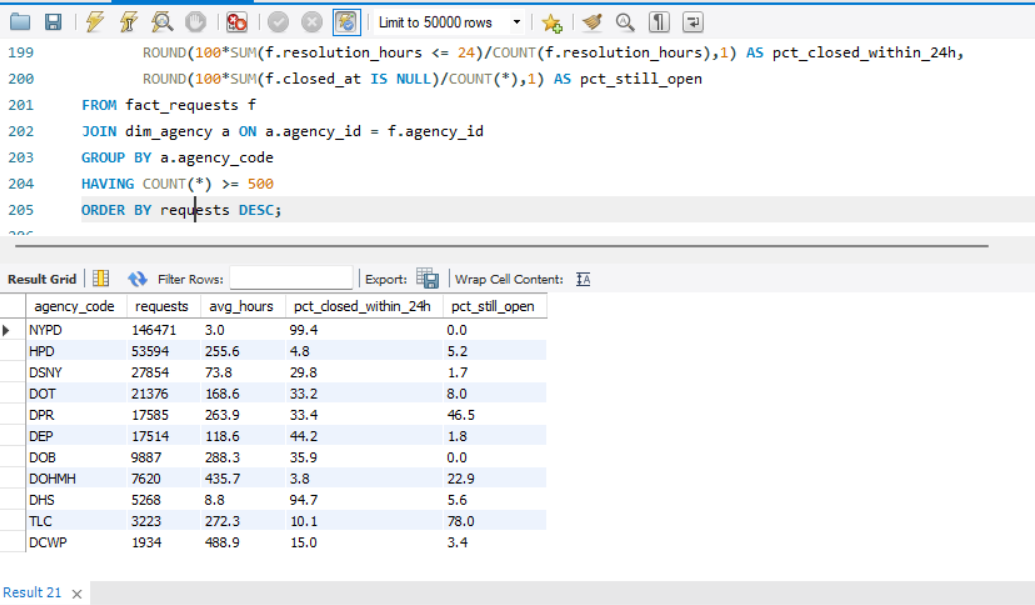 Limit to 50000 rows
199 ROUND(100*SUM(f.resolution_hours <= 24)/COUNT(f.resolution_hours),1) AS pct_closed_within_24h,
200 ROUND(100*SUM(f.closed_at IS NULL)/COUNT(*),1) AS pct_still_open
201 FROM fact_requests f
202 JOIN dim_agency a ON a.agency_id = f.agency_id
203 GROUP BY a.agency_code
204 HAVING COUNT(*) >= 500
205 ORDER BY requests DESC;
206
Result Grid Filter Rows: Export: Wrap Cell Content: IA
agency_code requests avg_hours pct_closed_within_24h pct_still_open
NYPD 146471 3.0 99.4 0.0
HPD 53594 255.6 4.8 5.2
DSNY 27854 73.8 29.8 1.7
DOT 21376 168.6 33.2 8.0
DPR 17585 263.9 33.4 46.5
DEP 17514 118.6 44.2 1.8
DOB 9887 288.3 35.9 0.0
DOHMH 7620 435.7 3.8 22.9
DHS 5268 8.8 94.7 5.6
TLC 3223 272.3 10.1 78.0
DCWP 1934 488.9 15.0 3.4
Result 21